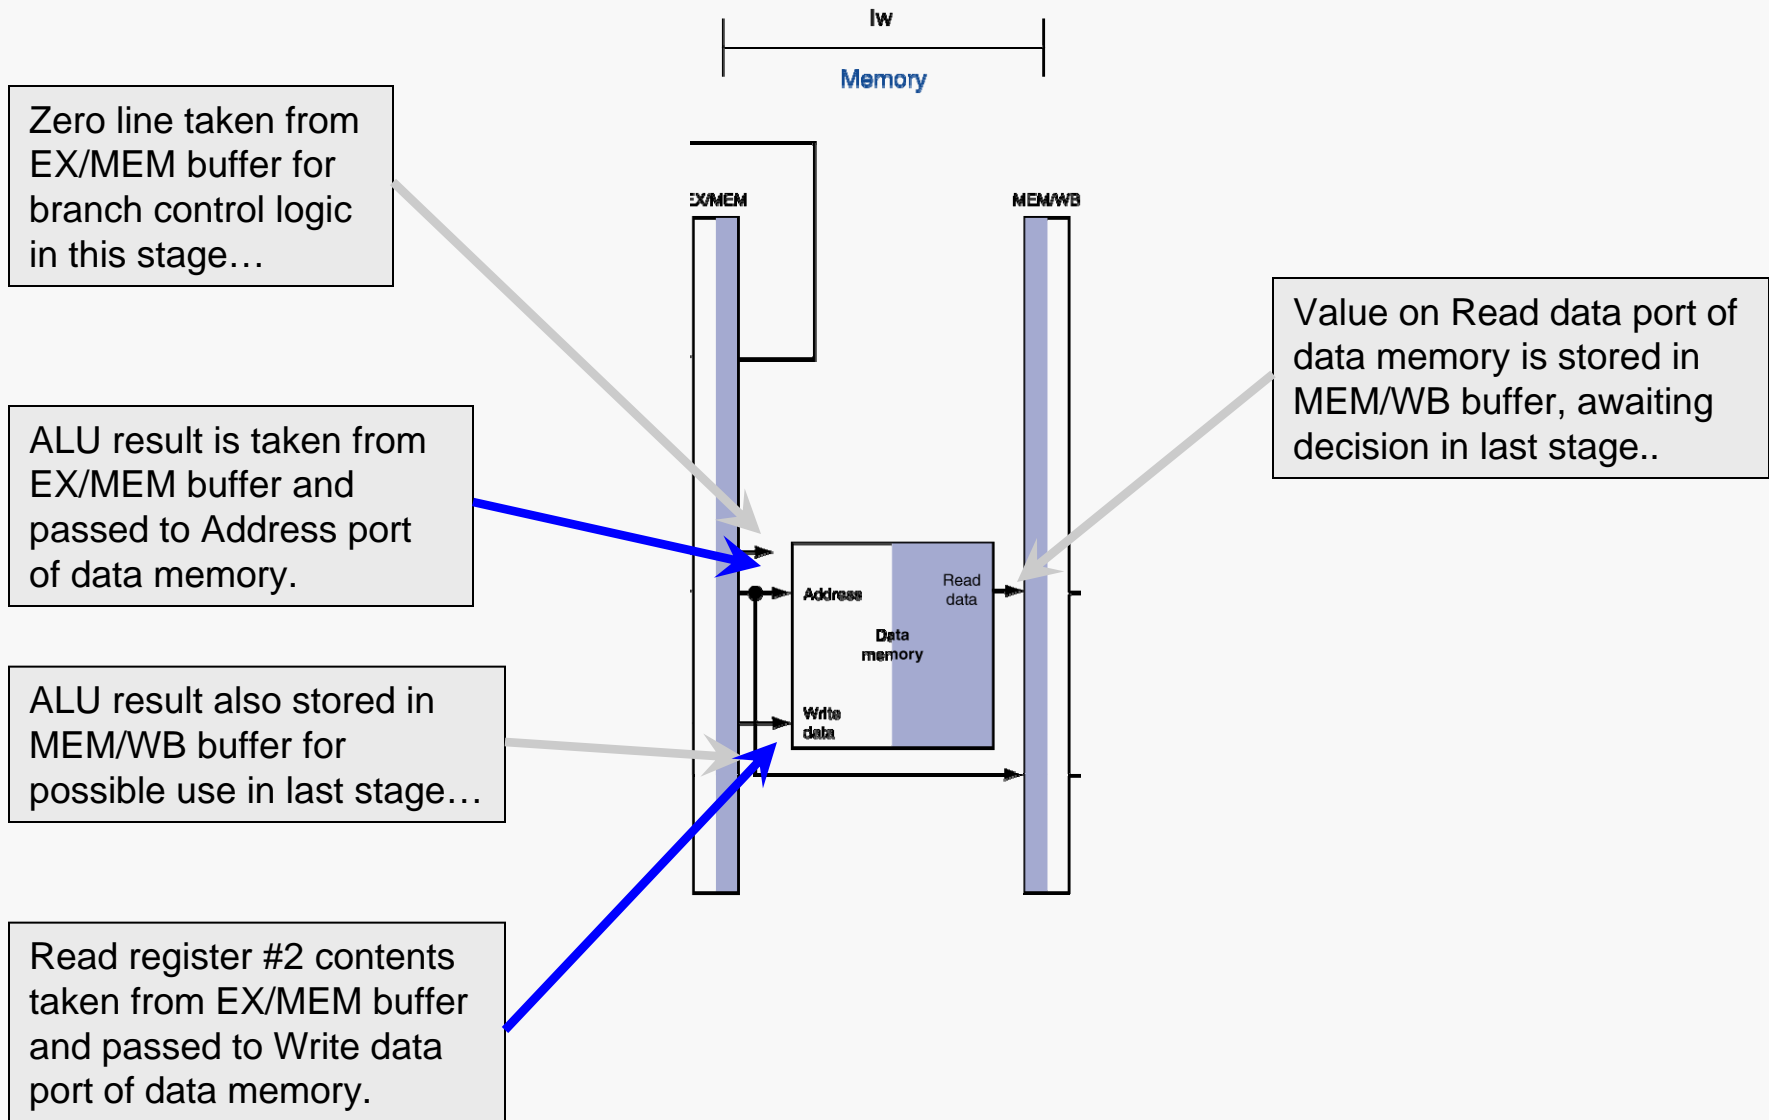 lw
Memory
Zero line taken from
EX/MEM buffer for
branch control logic
in this stage…
EX/MEM
MEM/WB
Value on Read data port of
data memory is stored in
MEM/WB buffer, awaiting
decision in last stage..
ALU result is taken from
EX/MEM buffer and
passed to Address port
of data memory.
Address
Read
data
Data
memory
Write
data
ALU result also stored in
MEM/WB buffer for
possible use in last stage…
Read register #2 contents
taken from EX/MEM buffer
and passed to Write data
port of data memory.